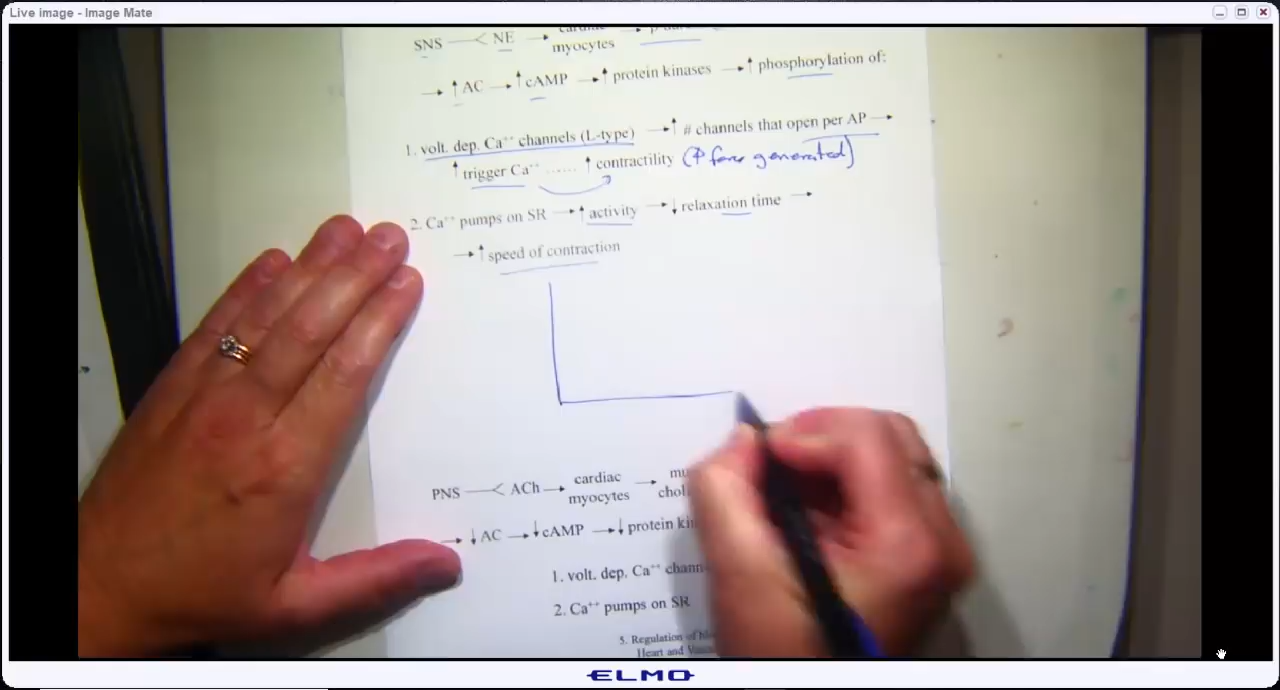 Live image - Image Mate
SNS —< NE → cardiac myocytes →
→ ↑ AC → ↑ cAMP → ↑ protein kinases → ↑ phosphorylation of:
1. volt. dep. Ca⁺⁺ channels (L-type) → ↑ # channels that open per AP →
↑ trigger Ca⁺⁺ ...... ↑ contractility (↑ force generated)
2. Ca⁺⁺ pumps on SR → ↑ activity → ↓ relaxation time →
→ ↑ speed of contraction
PNS —< ACh → cardiac myocytes →
→ ↓ AC → ↓ cAMP → ↓ protein
1. volt. dep. Ca⁺⁺
2. Ca⁺⁺ pumps on SR
5. Regulation of
Heart and
ELMO